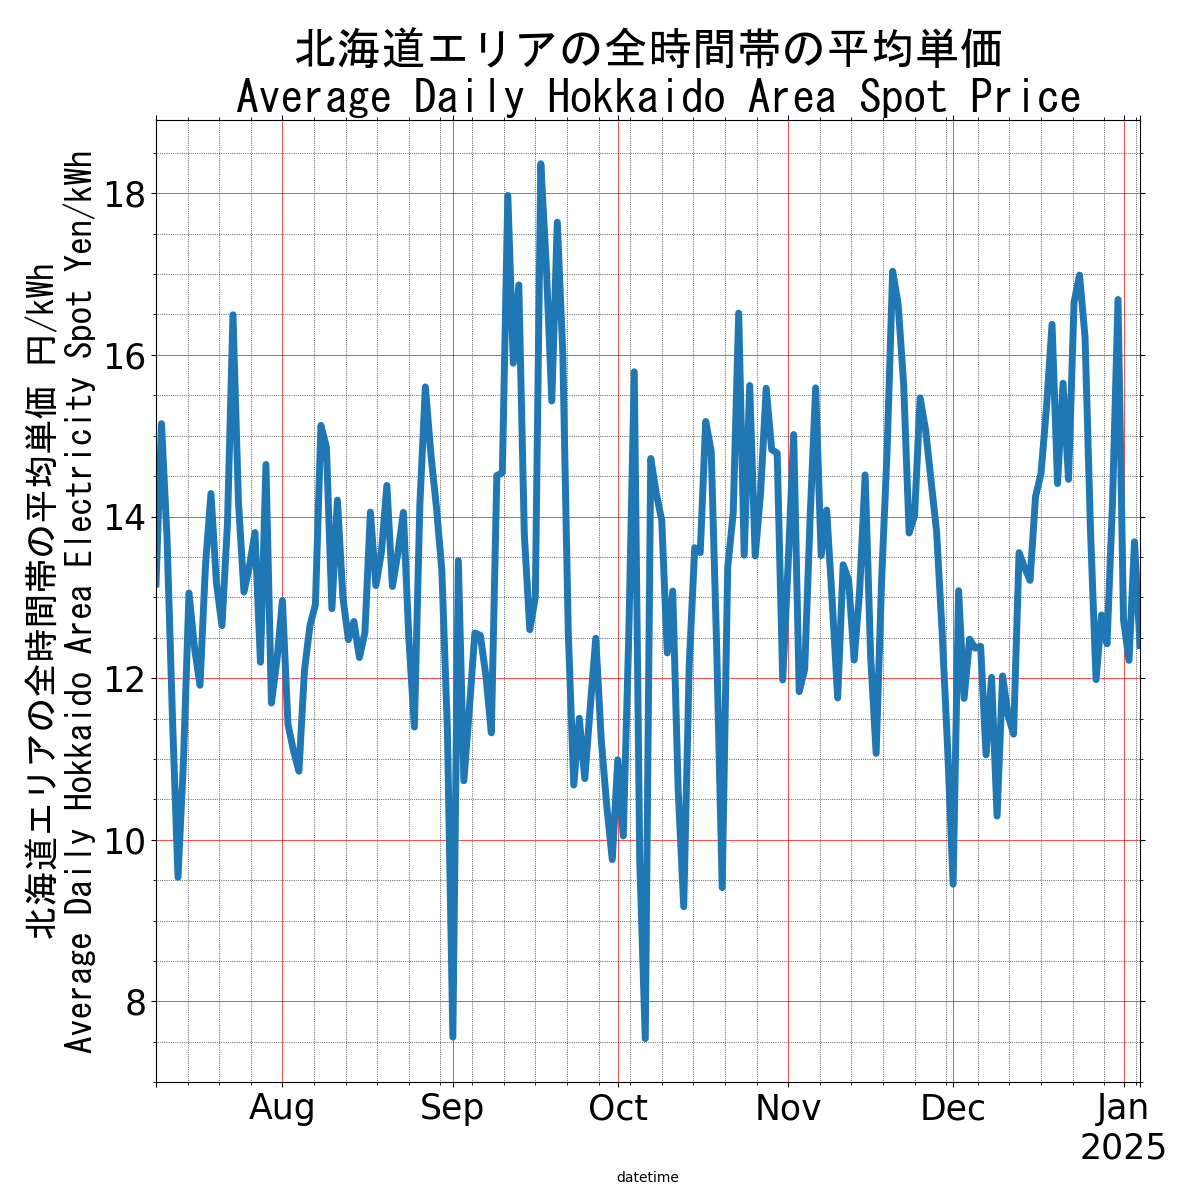 北海道エリアの全時間帯の平均単価
Average Daily Hokkaido Area Spot Price
北海道エリアの全時間帯の平均単価 円/kWh
Average Daily Hokkaido Area Electricity Spot Yen/kWh
18
16
14
12
10
8
Aug
Sep
Oct
Nov
Dec
Jan
2025
datetime